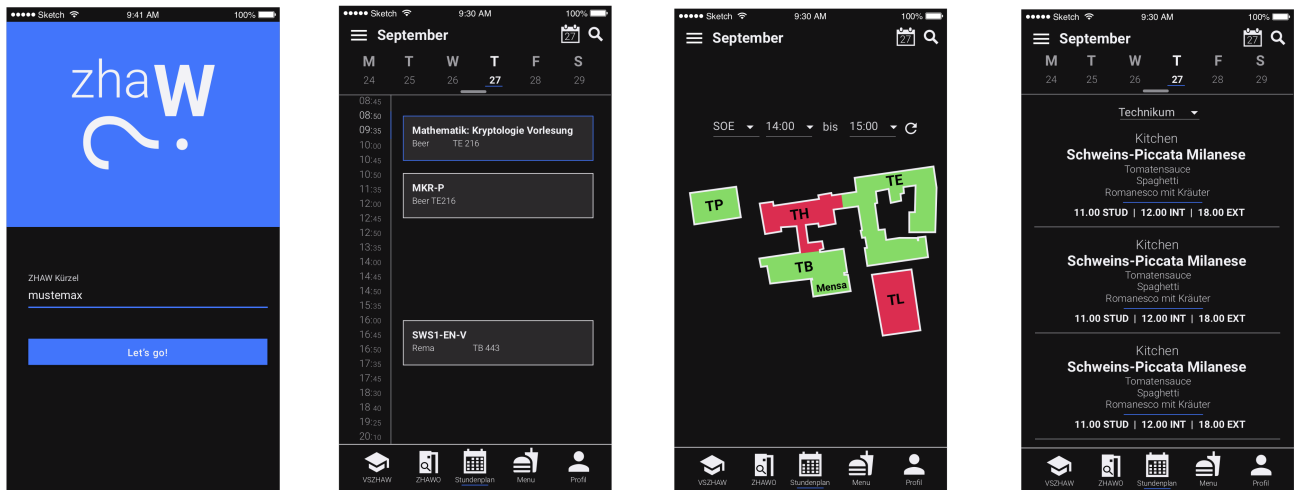 Sketch 9:41 AM 100%
zhaw
?
ZHAW Kürzel
mustemax
Let's go!
Sketch 9:30 AM 100%
September 27
M T W T F S
24 25 26 27 28 29
08:45
08:50
09:35
10:00
10:45
10:50
11:35
12:00
12:45
12:50
13:35
14:00
14:45
14:50
15:35
16:00
16:45
16:50
17:35
17:45
18:30
18:40
19:25
20:10
Mathematik: Kryptologie Vorlesung
Beer TE 216
MKR-P
Beer TE216
SWS1-EN-V
Rema TB 443
VSZHAW ZHAWO Stundenplan Menu Profil
Sketch 9:30 AM 100%
September 27
SOE 14:00 bis 15:00
TP
TH
TE
TB
Mensa
TL
VSZHAW ZHAWO Stundenplan Menu Profil
Sketch 9:30 AM 100%
September 27
M T W T F S
24 25 26 27 28 29
Technikum
Kitchen
Schweins-Piccata Milanese
Tomatensauce
Spaghetti
Romanesco mit Kräuter
11.00 STUD | 12.00 INT | 18.00 EXT
Kitchen
Schweins-Piccata Milanese
Tomatensauce
Spaghetti
Romanesco mit Kräuter
11.00 STUD | 12.00 INT | 18.00 EXT
Kitchen
Schweins-Piccata Milanese
Tomatensauce
Spaghetti
Romanesco mit Kräuter
11.00 STUD | 12.00 INT | 18.00 EXT
VSZHAW ZHAWO Stundenplan Menu Profil